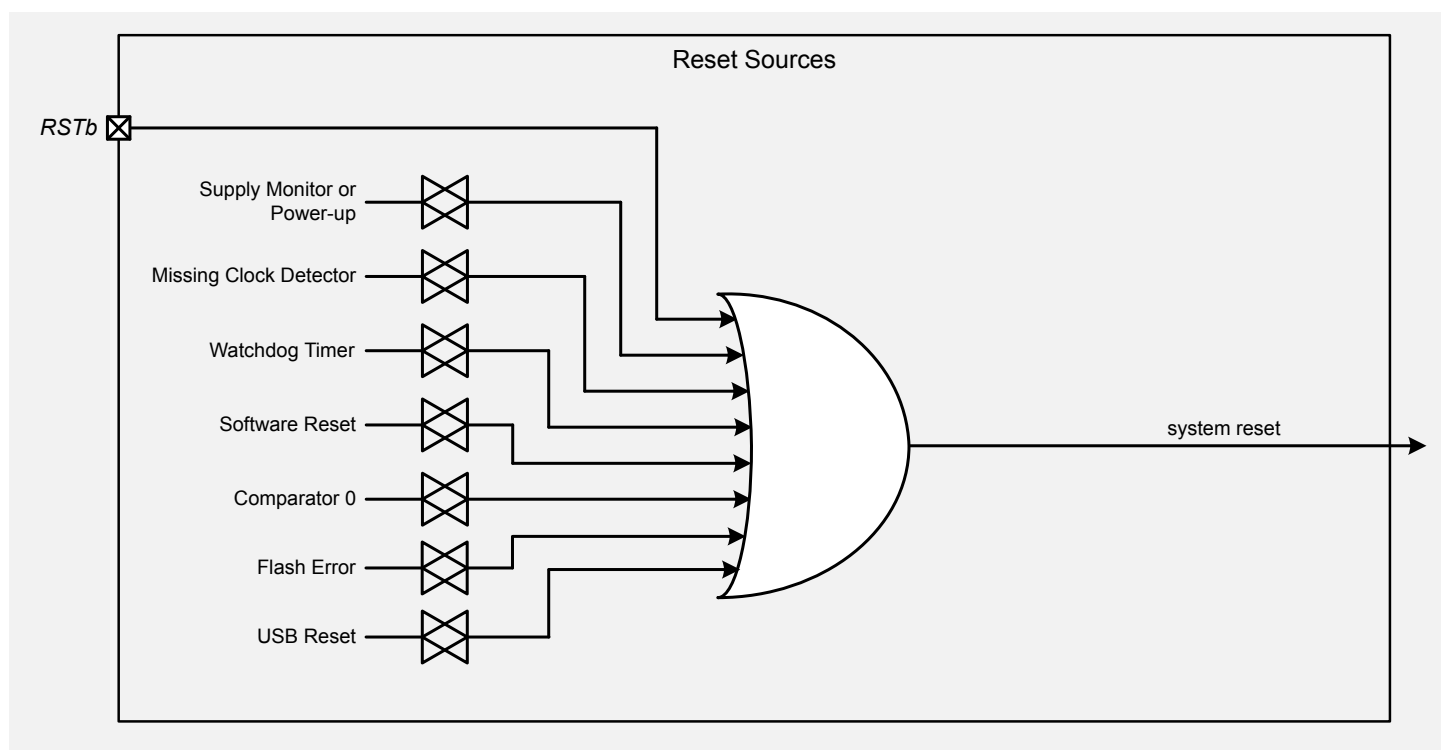 Reset Sources
RSTb
Supply Monitor or
Power-up
Missing Clock Detector
Watchdog Timer
Software Reset
Comparator 0
Flash Error
USB Reset
system reset